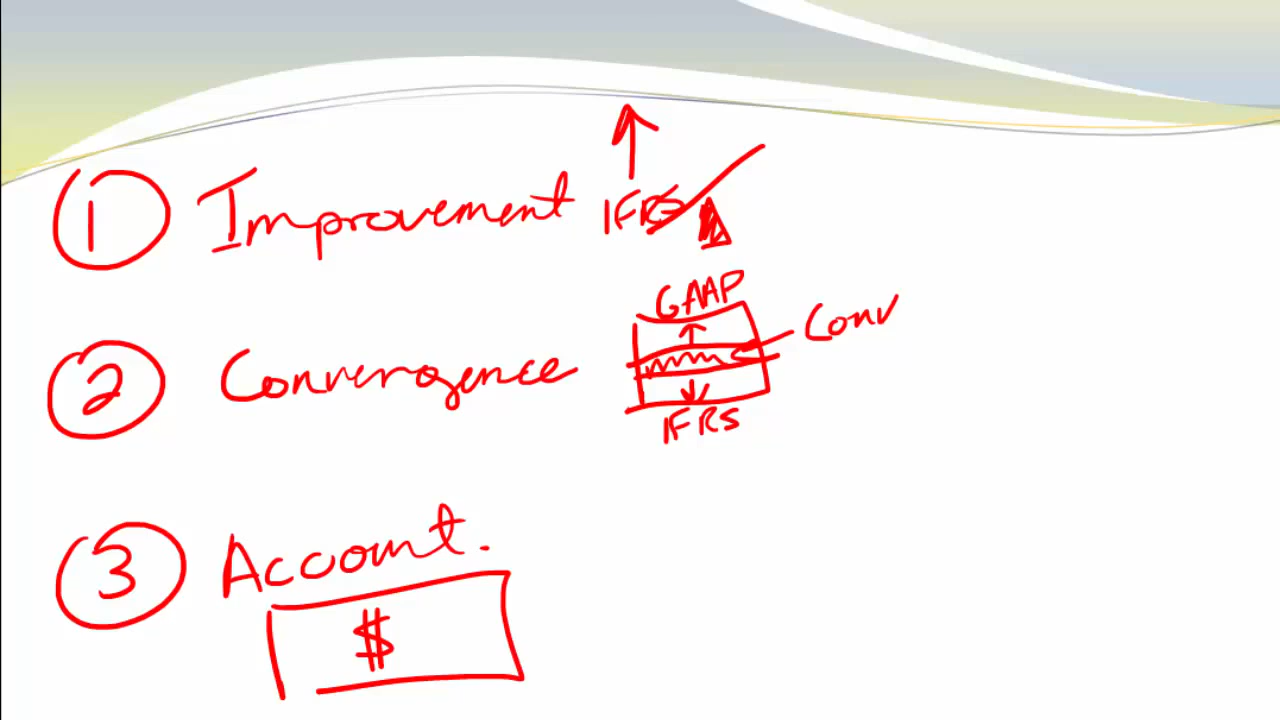 ① Improvement IFRS
GAAP
Conv
② Convergence
IFRS
③ Account.
$